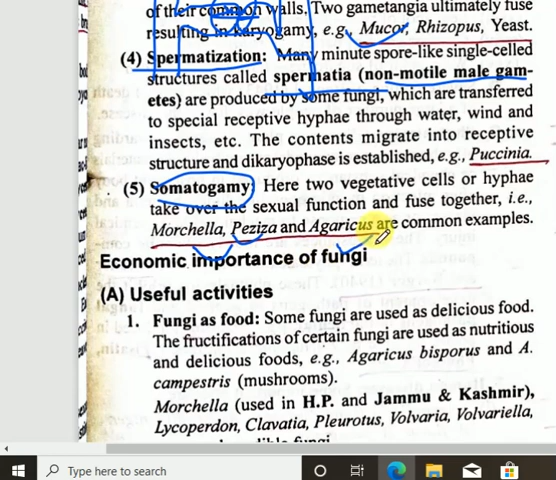 of their common walls. Two gametangia ultimately fuse
resulting in karyogamy, e.g., Mucor, Rhizopus, Yeast.
(4) Spermatization: Many minute spore-like single-celled
structures called spermatia (non-motile male gam-
etes) are produced by some fungi, which are transferred
to special receptive hyphae through water, wind and
insects, etc. The contents migrate into receptive
structure and dikaryophase is established, e.g., Puccinia.
(5) Somatogamy: Here two vegetative cells or hyphae
take over the sexual function and fuse together, i.e.,
Morchella, Peziza and Agaricus are common examples.
Economic importance of fungi
(A) Useful activities
1. Fungi as food: Some fungi are used as delicious food.
The fructifications of certain fungi are used as nutritious
and delicious foods, e.g., Agaricus bisporus and A.
campestris (mushrooms).
Morchella (used in H.P. and Jammu & Kashmir),
Lycoperdon, Clavatia, Pleurotus, Volvaria, Volvariella,
Type here to search